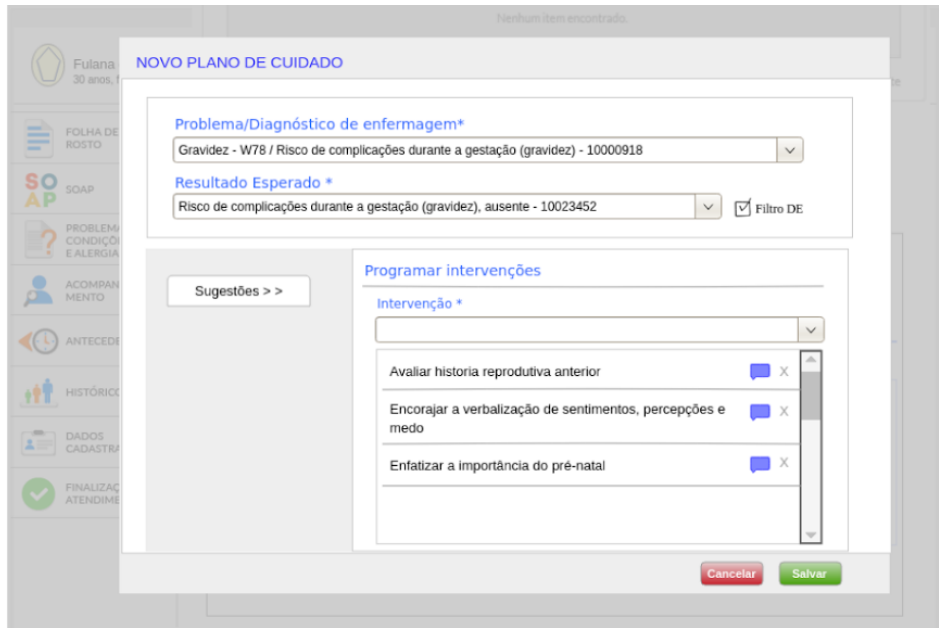 Nenhum item encontrado.
Fulana
30 anos, f
NOVO PLANO DE CUIDADO
Problema/Diagnóstico de enfermagem*
Gravidez - W78 / Risco de complicações durante a gestação (gravidez) - 10000918
Resultado Esperado *
Risco de complicações durante a gestação (gravidez), ausente - 10023452
Filtro DE
FOLHA DE
ROSTO
SOAP
SOAP
PROBLEMA
CONDIÇÕ
E ALERGIA
ACOMPAN
MENTO
ANTECEDE
HISTÓRICO
DADOS
CADASTRA
FINALIZAÇ
ATENDIME
Sugestões > >
Programar intervenções
Intervenção *
Avaliar historia reprodutiva anterior
X
Encorajar a verbalização de sentimentos, percepções e
medo
X
Enfatizar a importância do pré-natal
X
Cancelar
Salvar